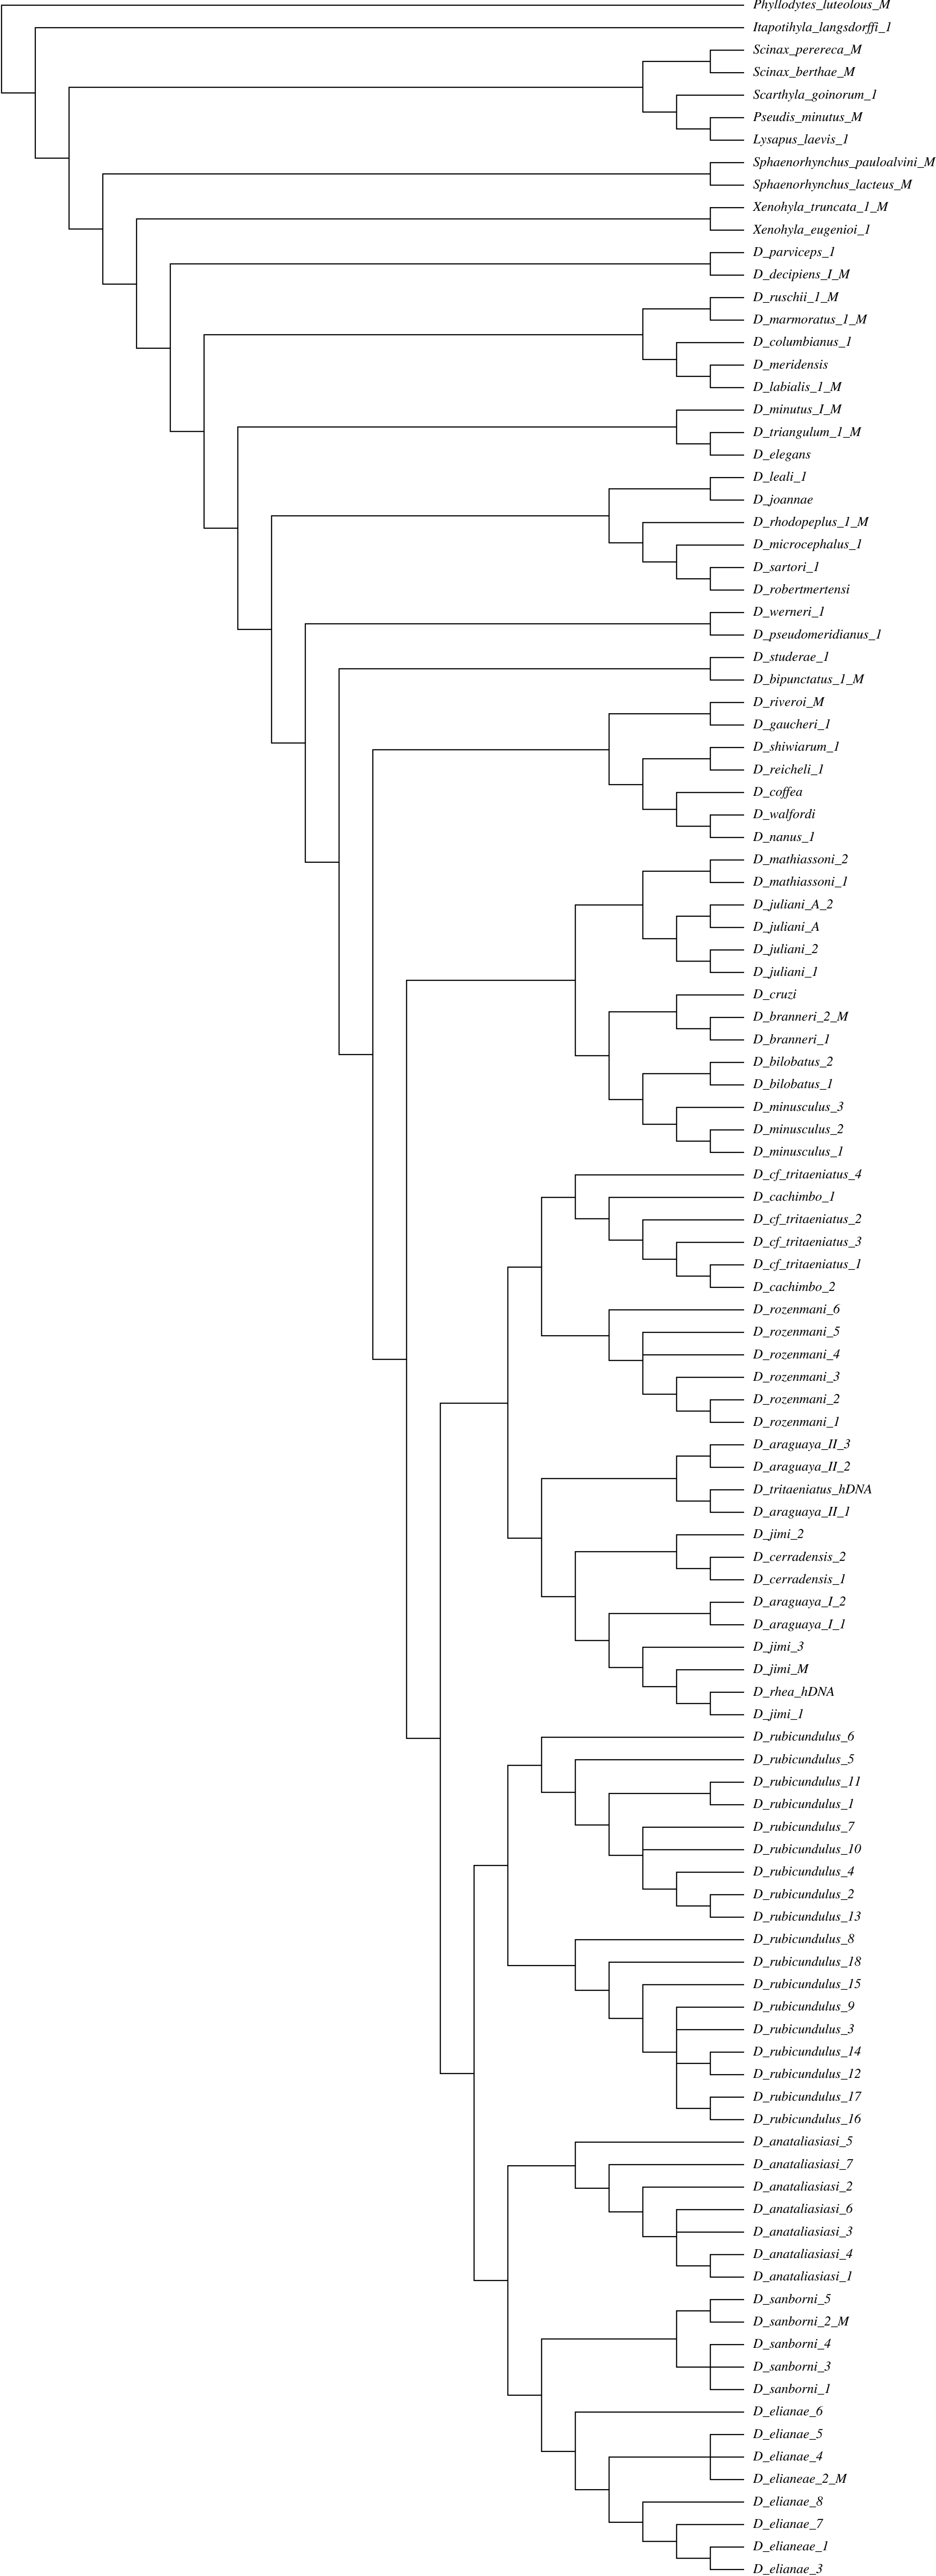 Phyllodytes_luteolous_M
Itapotihyla_langsdorffi_1
Scinax_perereca_M
Scinax_berthae_M
Scarthyla_goinorum_1
Pseudis_minutus_M
Lysapus_laevis_1
Sphaenorhynchus_pauloalvini_M
Sphaenorhynchus_lacteus_M
Xenohyla_truncata_1_M
Xenohyla_eugenioi_1
D_parviceps_1
D_decipiens_I_M
D_ruschii_1_M
D_marmoratus_1_M
D_columbianus_1
D_meridensis
D_labialis_1_M
D_minutus_I_M
D_triangulum_1_M
D_elegans
D_leali_1
D_joannae
D_rhodopeplus_1_M
D_microcephalus_1
D_sartori_1
D_robertmertensi
D_werneri_1
D_pseudomeridianus_1
D_studerae_1
D_bipunctatus_1_M
D_riveroi_M
D_gaucheri_1
D_shiwiarum_1
D_reicheli_1
D_coffea
D_walfordi
D_nanus_1
D_mathiassoni_2
D_mathiassoni_1
D_juliani_A_2
D_juliani_A
D_juliani_2
D_juliani_1
D_cruzi
D_branneri_2_M
D_branneri_1
D_bilobatus_2
D_bilobatus_1
D_minusculus_3
D_minusculus_2
D_minusculus_1
D_cf_tritaeniatus_4
D_cachimbo_1
D_cf_tritaeniatus_2
D_cf_tritaeniatus_3
D_cf_tritaeniatus_1
D_cachimbo_2
D_rozenmani_6
D_rozenmani_5
D_rozenmani_4
D_rozenmani_3
D_rozenmani_2
D_rozenmani_1
D_araguaya_II_3
D_araguaya_II_2
D_tritaeniatus_hDNA
D_araguaya_II_1
D_jimi_2
D_cerradensis_2
D_cerradensis_1
D_araguaya_I_2
D_araguaya_I_1
D_jimi_3
D_jimi_M
D_rhea_hDNA
D_jimi_1
D_rubicundulus_6
D_rubicundulus_5
D_rubicundulus_11
D_rubicundulus_1
D_rubicundulus_7
D_rubicundulus_10
D_rubicundulus_4
D_rubicundulus_2
D_rubicundulus_13
D_rubicundulus_8
D_rubicundulus_18
D_rubicundulus_15
D_rubicundulus_9
D_rubicundulus_3
D_rubicundulus_14
D_rubicundulus_12
D_rubicundulus_17
D_rubicundulus_16
D_anataliasiasi_5
D_anataliasiasi_7
D_anataliasiasi_2
D_anataliasiasi_6
D_anataliasiasi_3
D_anataliasiasi_4
D_anataliasiasi_1
D_sanborni_5
D_sanborni_2_M
D_sanborni_4
D_sanborni_3
D_sanborni_1
D_elianae_6
D_elianae_5
D_elianae_4
D_elianeae_2_M
D_elianae_8
D_elianae_7
D_elianeae_1
D_elianae_3